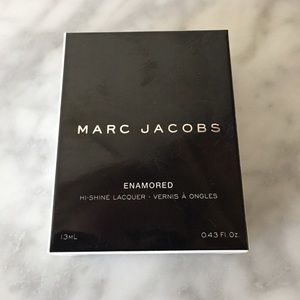 MARC JACOBS
ENAMORED
HI-SHINE LACQUER · VERNIS À ONGLES
13ML 0.43 Fl. Oz.